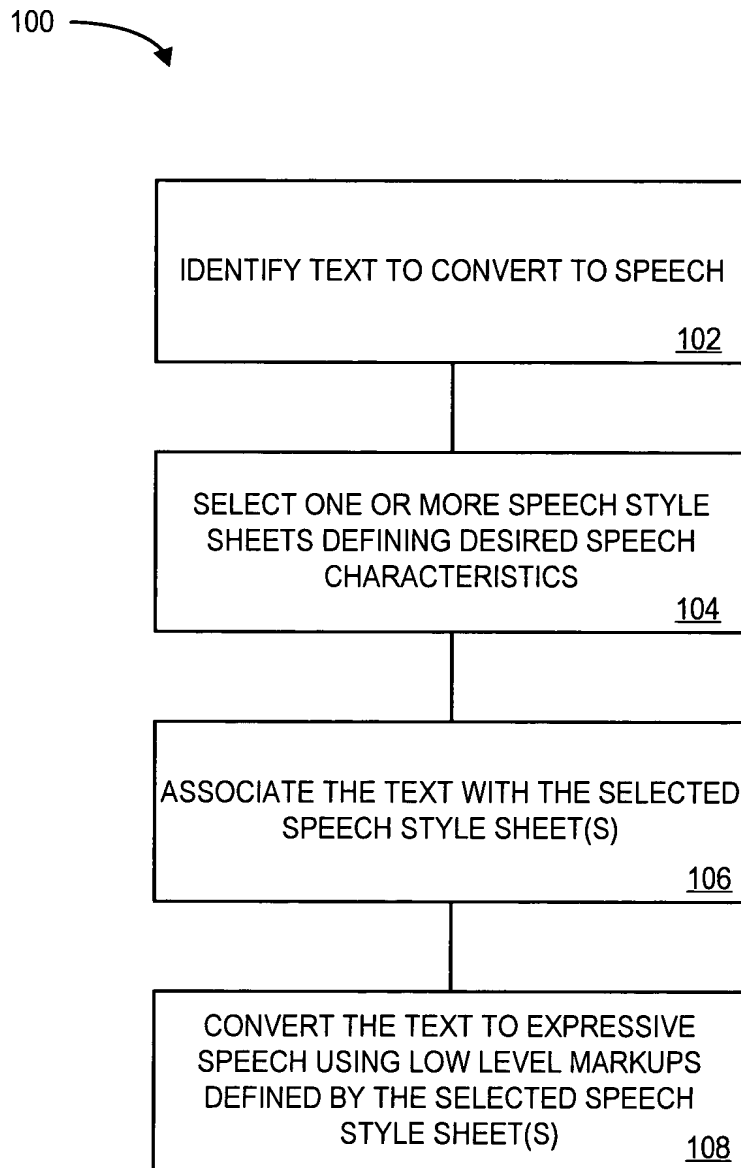 100
IDENTIFY TEXT TO CONVERT TO SPEECH
102
SELECT ONE OR MORE SPEECH STYLE
SHEETS DEFINING DESIRED SPEECH
CHARACTERISTICS
104
ASSOCIATE THE TEXT WITH THE SELECTED
SPEECH STYLE SHEET(S)
106
CONVERT THE TEXT TO EXPRESSIVE
SPEECH USING LOW LEVEL MARKUPS
DEFINED BY THE SELECTED SPEECH
STYLE SHEET(S)
108